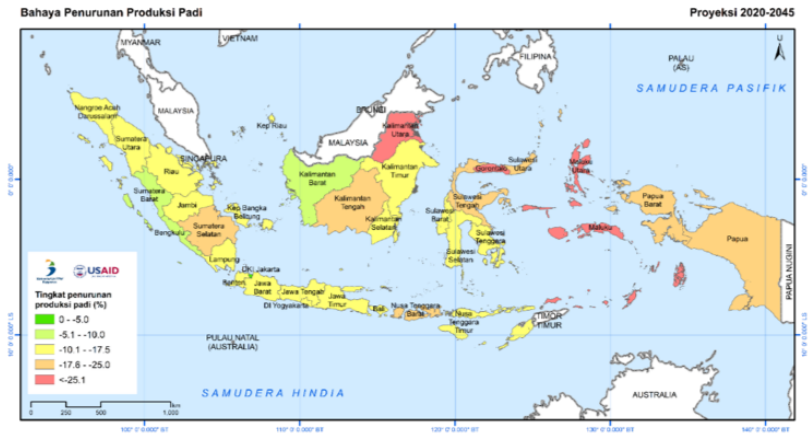 Bahaya Penurunan Produksi Padi
Proyeksi 2020-2045
MYANMAR
VIETNAM
FILIPINA
PALAU
(AS)
SAMUDERA PASIFIK
U
Nangroe Aceh
Darussalam
MALAYSIA
BRUNEI
Kalimantan
Utara
Kep Riau
MALAYSIA
Sumatera
Utara
SINGAPURA
Riau
Kalimantan
Barat
Kalimantan
Timur
Gorontalo
Sulawesi
Utara
Maluku
Utara
Sumatera
Barat
Jambi
Kep Bangka
Belitung
Kalimantan
Tengah
Sulawesi
Tengah
Papua
Barat
Bengkulu
Sumatera
Selatan
Kalimantan
Selatan
Sulawesi
Barat
Sulawesi
Tenggara
Maluku
Papua
Lampung
Sulawesi
Selatan
PAPUA NUGINI
DKI Jakarta
Banten
Jawa
Barat
Jawa Tengah
DI Yogyakarta
Jawa
Timur
Bali
Nusa Tenggara
Barat
Nusa
Tenggara
Timur
TIMOR
TIMUR
USAID
Tingkat penurunan
produksi padi (%)
0 - -5.0
-5.1 - -10.0
-10.1 - -17.5
-17.6 - -25.0
<-25.1
PULAU NATAL
(AUSTRALIA)
SAMUDERA HINDIA
AUSTRALIA
km
0 250 500 1,000